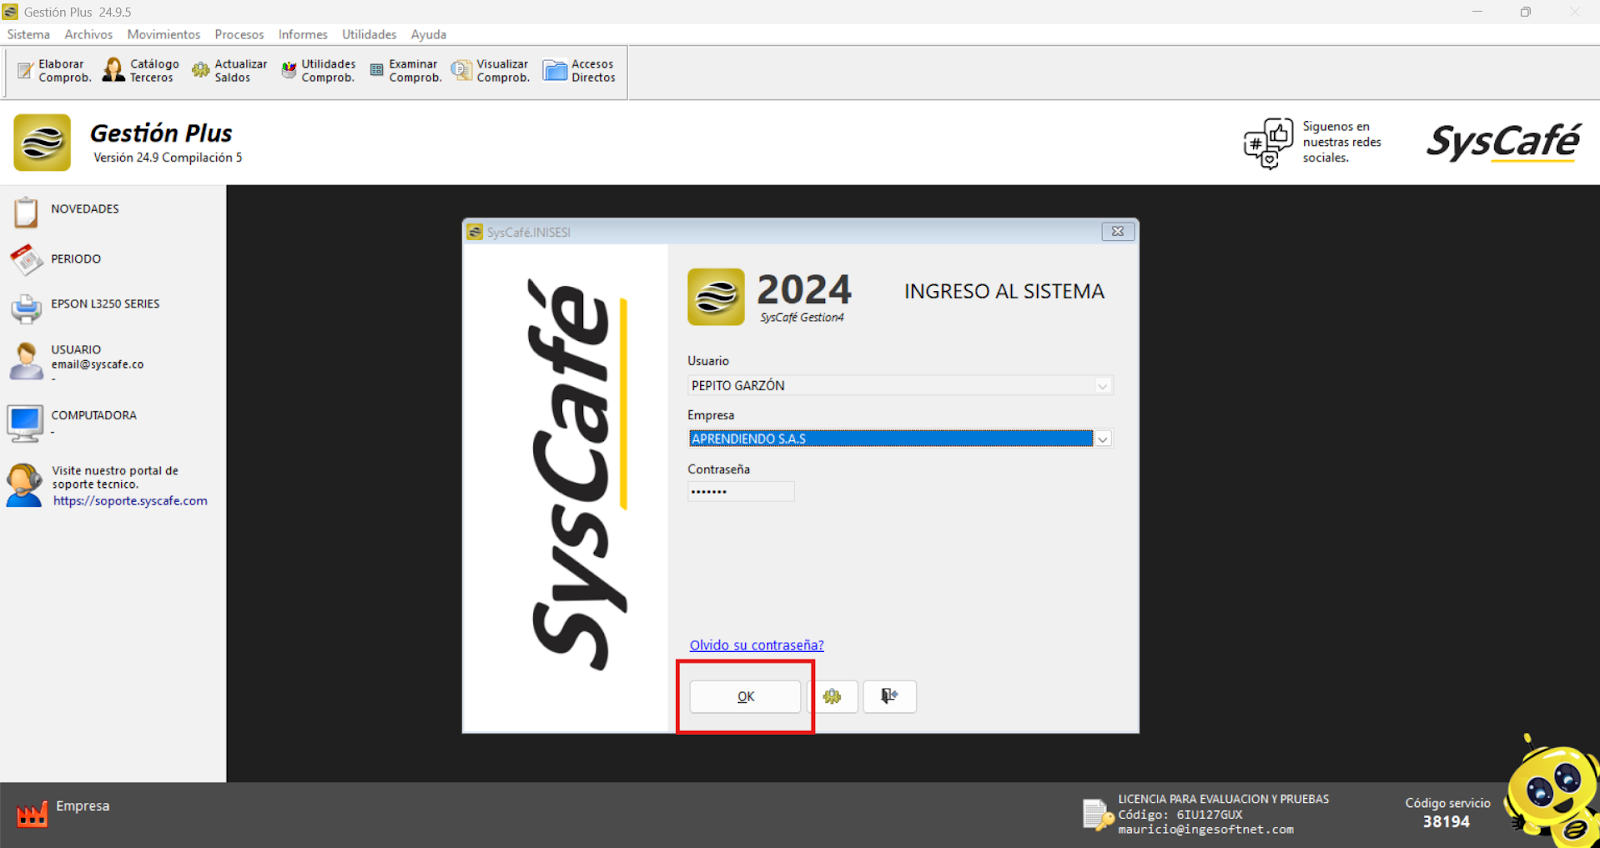 Gestión Plus 24.9.5
Sistema Archivos Movimientos Procesos Informes Utilidades Ayuda
Elaborar Comprob.
Catálogo Terceros
Actualizar Saldos
Utilidades Comprob.
Examinar Comprob.
Visualizar Comprob.
Accesos Directos
Gestión Plus
Versión 24.9 Compilación 5
#
Siguenos en
nuestras redes
sociales.
SysCafé
NOVEDADES
PERIODO
EPSON L3250 SERIES
USUARIO
email@syscafe.co
-
COMPUTADORA
-
Visite nuestro portal de
soporte tecnico.
https://soporte.syscafe.com
SysCafé.INISESI
SysCafé
2024
SysCafé Gestion4
INGRESO AL SISTEMA
Usuario
PEPITO GARZÓN
Empresa
APRENDIENDO S.A.S
Contraseña
•••••••
Olvido su contraseña?
OK
Empresa
LICENCIA PARA EVALUACION Y PRUEBAS
Código: 6IU127GUX
mauricio@ingesoftnet.com
Código servicio
38194